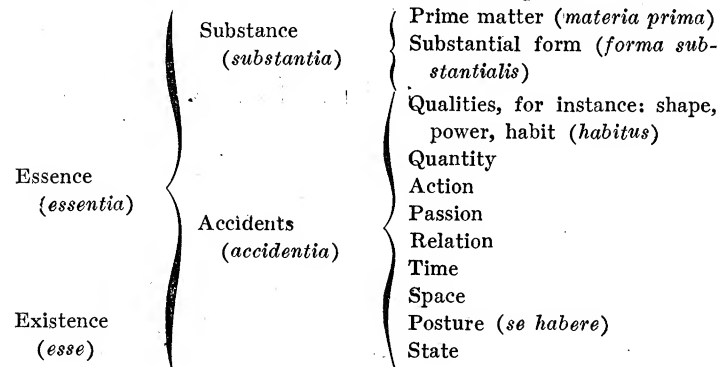 Essence
(essentia)
Existence
(esse)
Substance
(substantia)
Accidents
(accidentia)
Prime matter (materia prima)
Substantial form (forma sub-
stantialis)
Qualities, for instance: shape,
power, habit (habitus)
Quantity
Action
Passion
Relation
Time
Space
Posture (se habere)
State